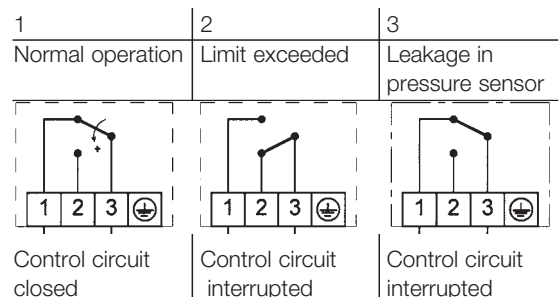 1 2 3
Normal operation Limit exceeded Leakage in
pressure sensor
+
1 2 3
1 2 3
1 2 3
Control circuit
closed
Control circuit
interrupted
Control circuit
interrupted